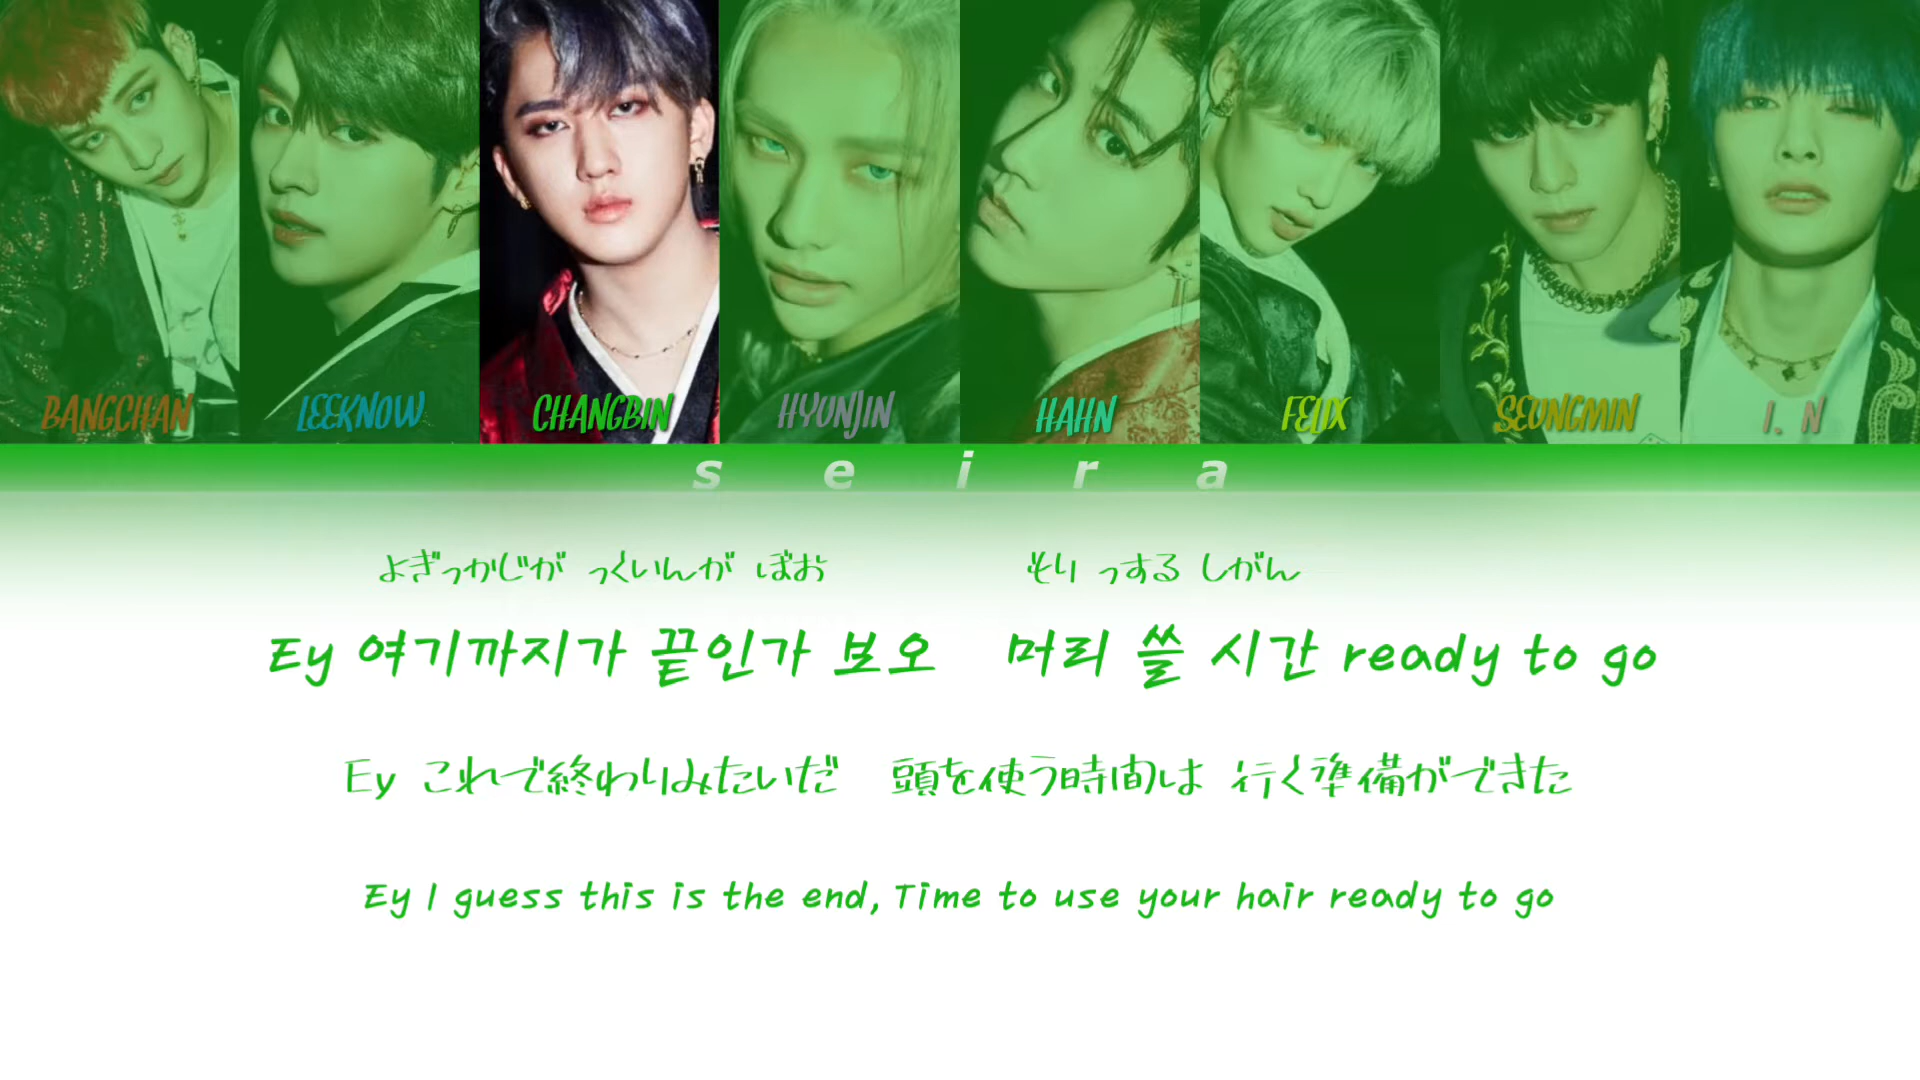 BANGCHAN LEEKNOW CHANGBIN HYUNJIN HAHN FELIX SEUNGMIN I. N
s e i r a
よぎっかじが っくいんが ぼお もり っする しがん
Ey 여기까지가 끝인가 보오 머리 쓸 시간 ready to go
Ey これで終わりみたいだ 頭を使う時間は 行く準備ができた
Ey I guess this is the end, Time to use your hair ready to go